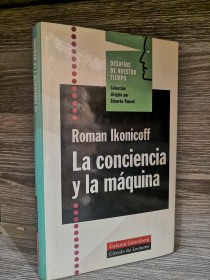 DESAFÍOS
DE NUESTRO
TIEMPO
Colección
dirigida por
Eduardo Punset
Roman Ikonicoff
La conciencia
y la máquina
Galaxia Gutenberg
Círculo de Lectores